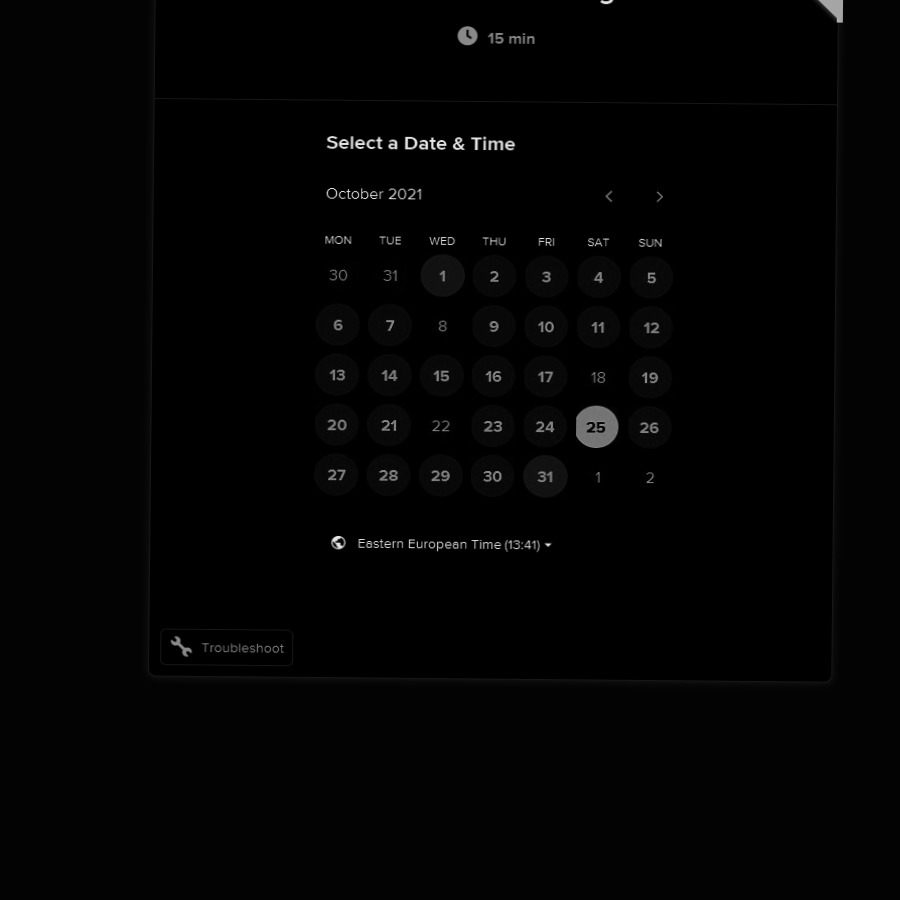 15 min
Select a Date & Time
October 2021
MON TUE WED THU FRI SAT SUN
30 31 1 2 3 4 5
6 7 8 9 10 11 12
13 14 15 16 17 18 19
20 21 22 23 24 25 26
27 28 29 30 31 1 2
Eastern European Time (13:41)
Troubleshoot